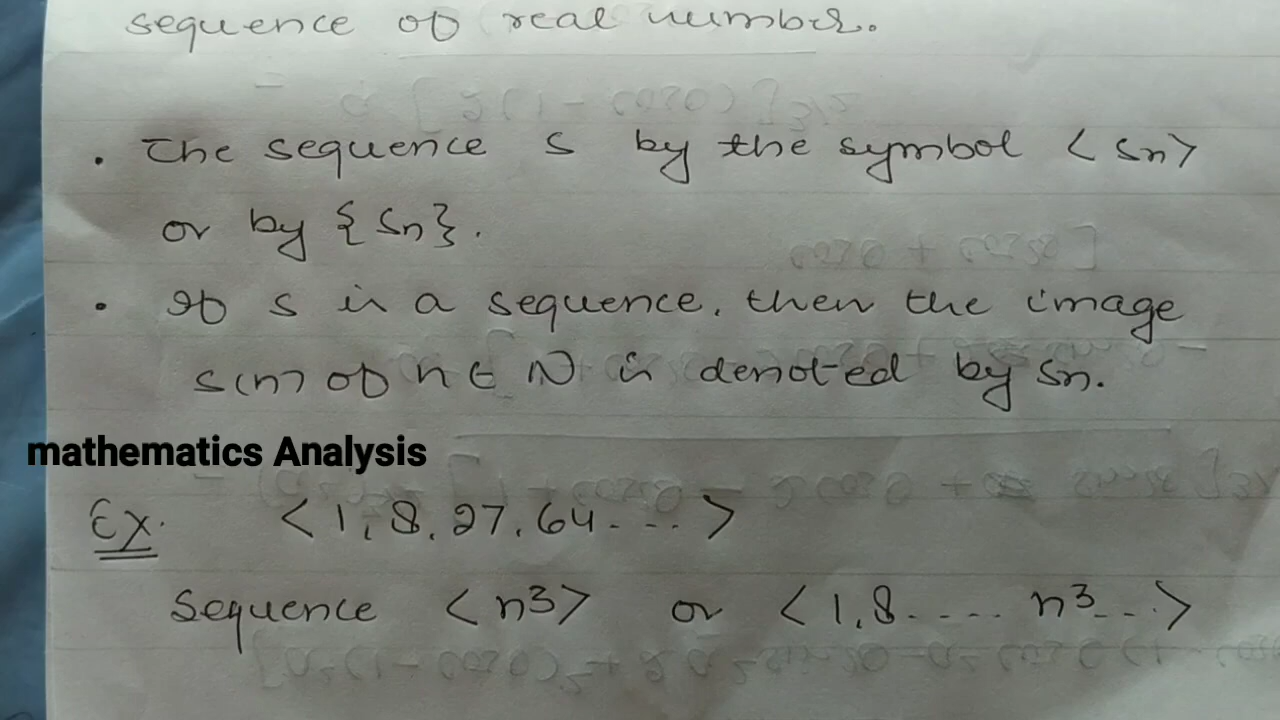 sequence of real number.
• The sequence s by the symbol < sn >
or by { sn }.
• If s is a sequence, then the image
s(n) of n ∈ N is denoted by sn.
mathematics Analysis
Ex. < 1, 8, 27, 64 - - - >
Sequence < n³ > or < 1, 8 - - - - n³ - - - >